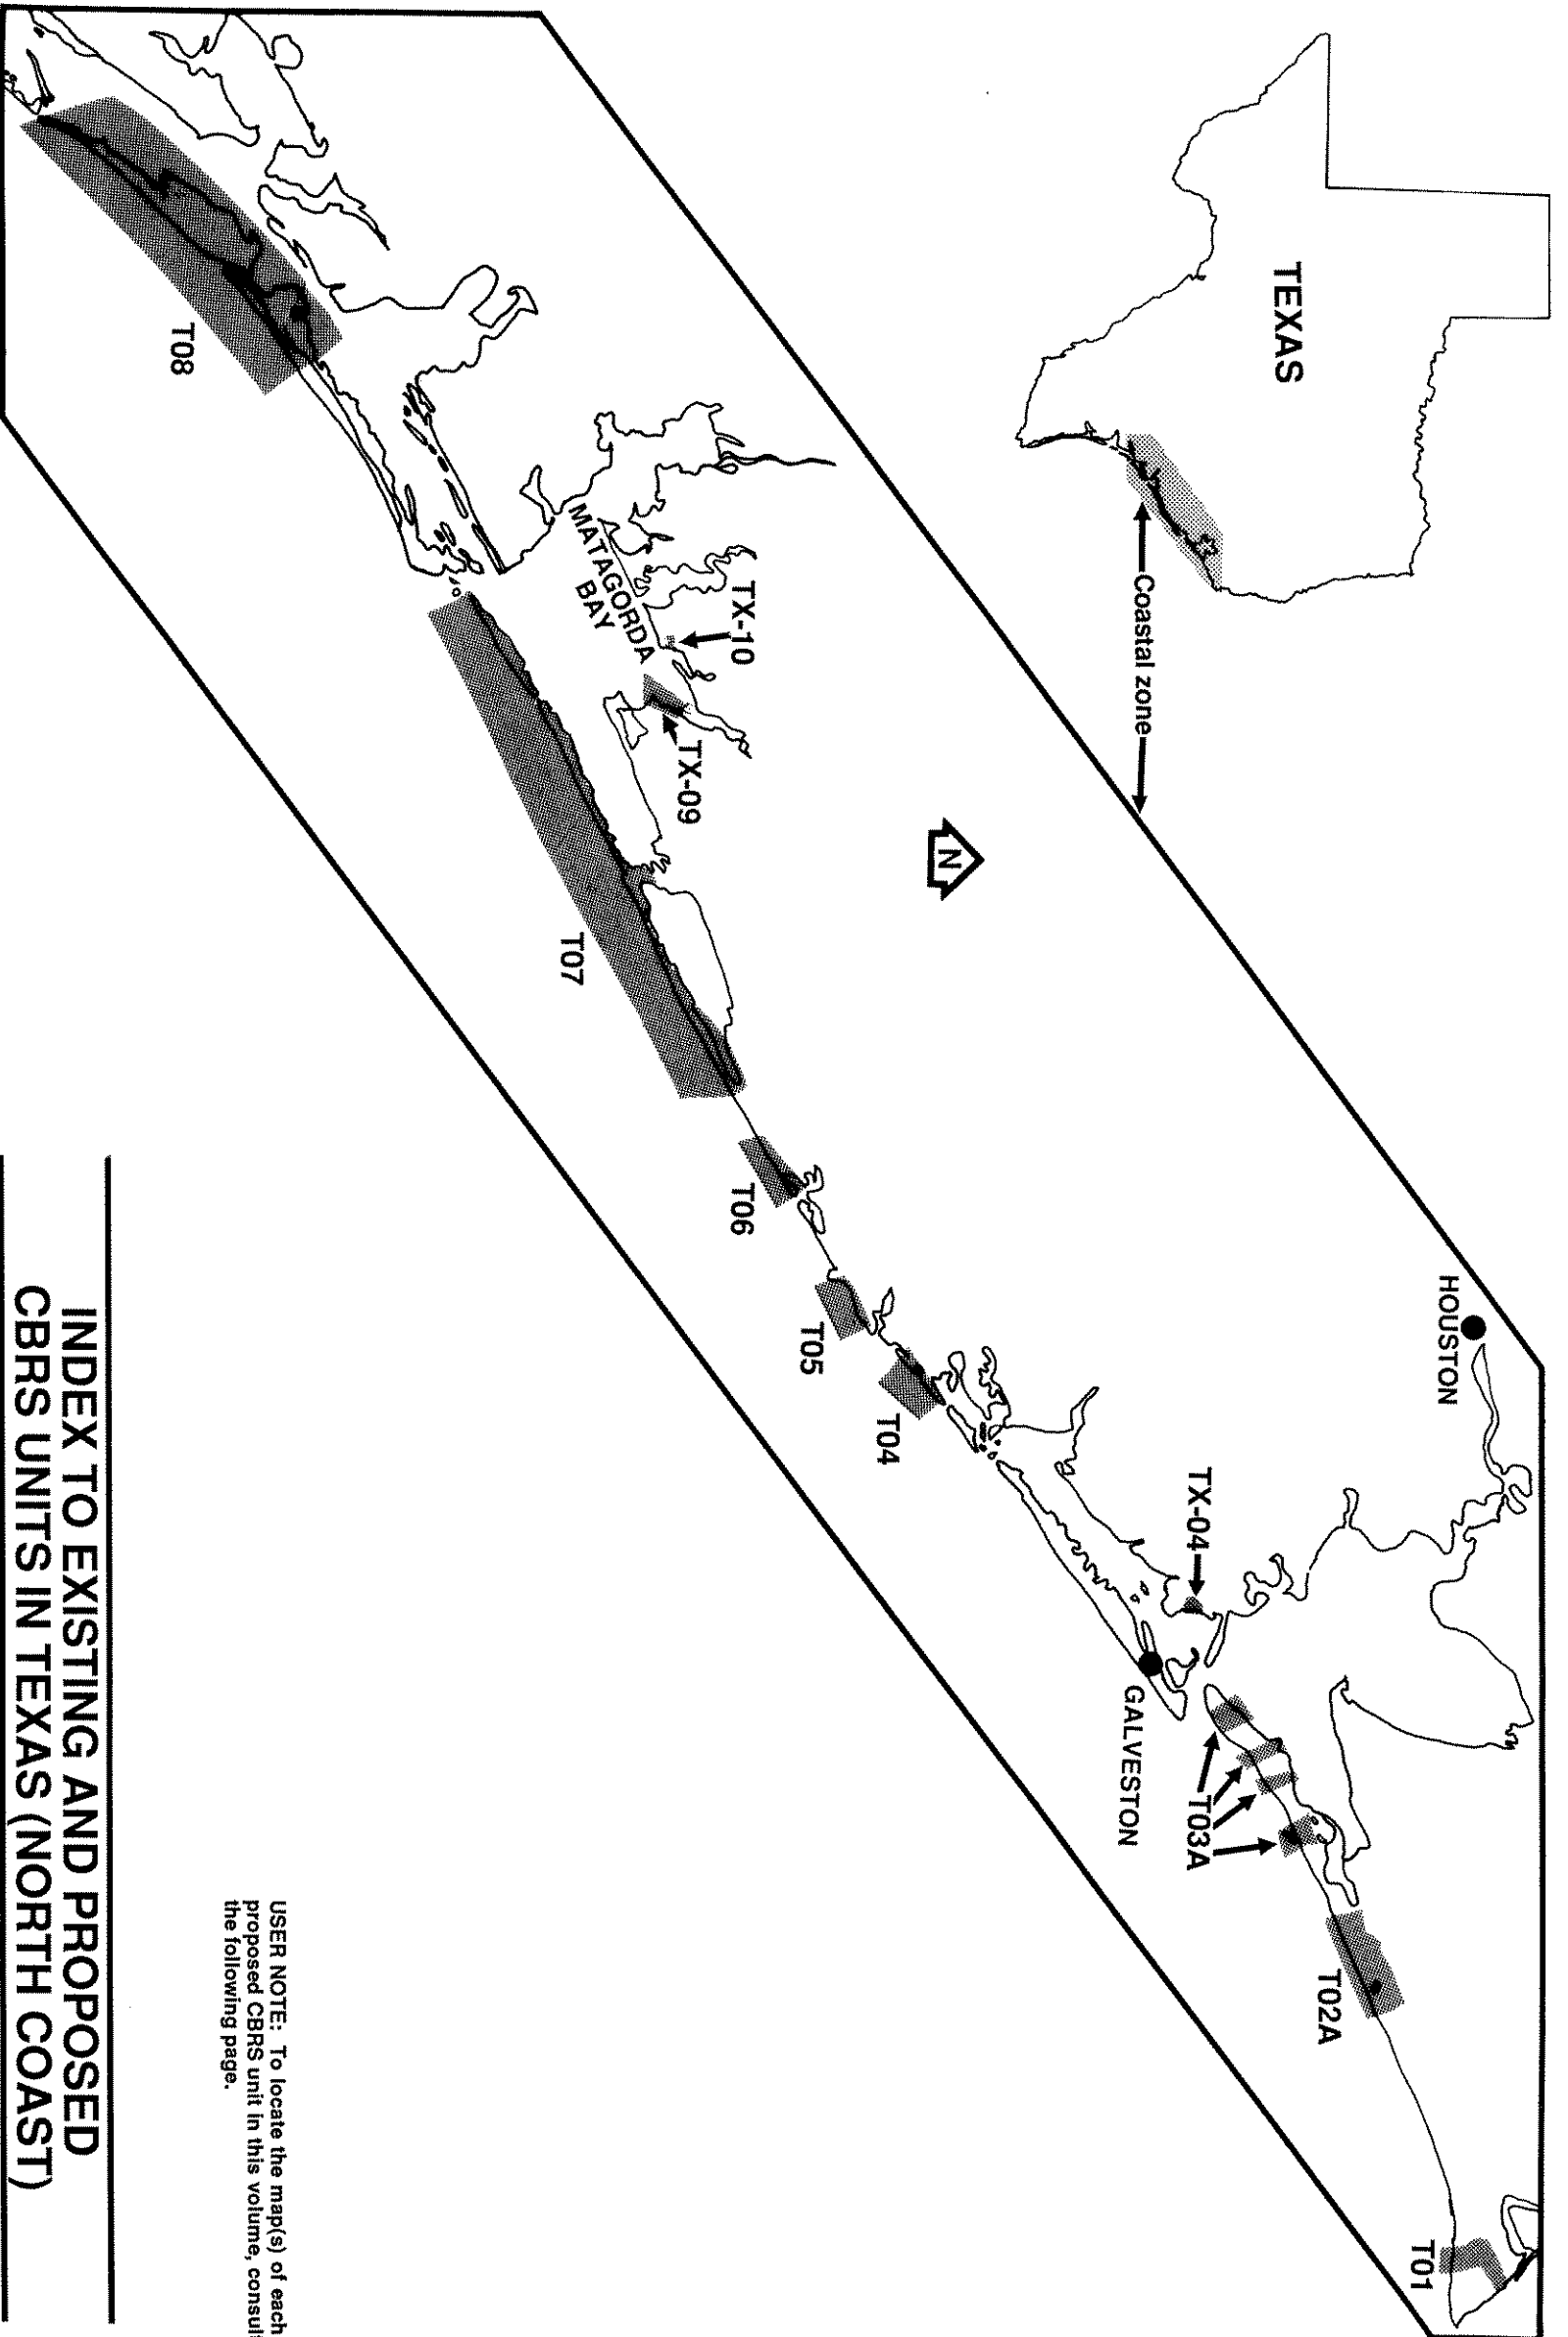 TEXAS
Coastal zone
HOUSTON
N
TX-04
GALVESTON
T03A
T02A
T01
TX-10
MATAGORDA
BAY
TX-09
T08
T07
T06
T05
T04
USER NOTE: To locate the map(s) of each
proposed CBRS unit in this volume, consult
the following page.
INDEX TO EXISTING AND PROPOSED
CBRS UNITS IN TEXAS (NORTH COAST)